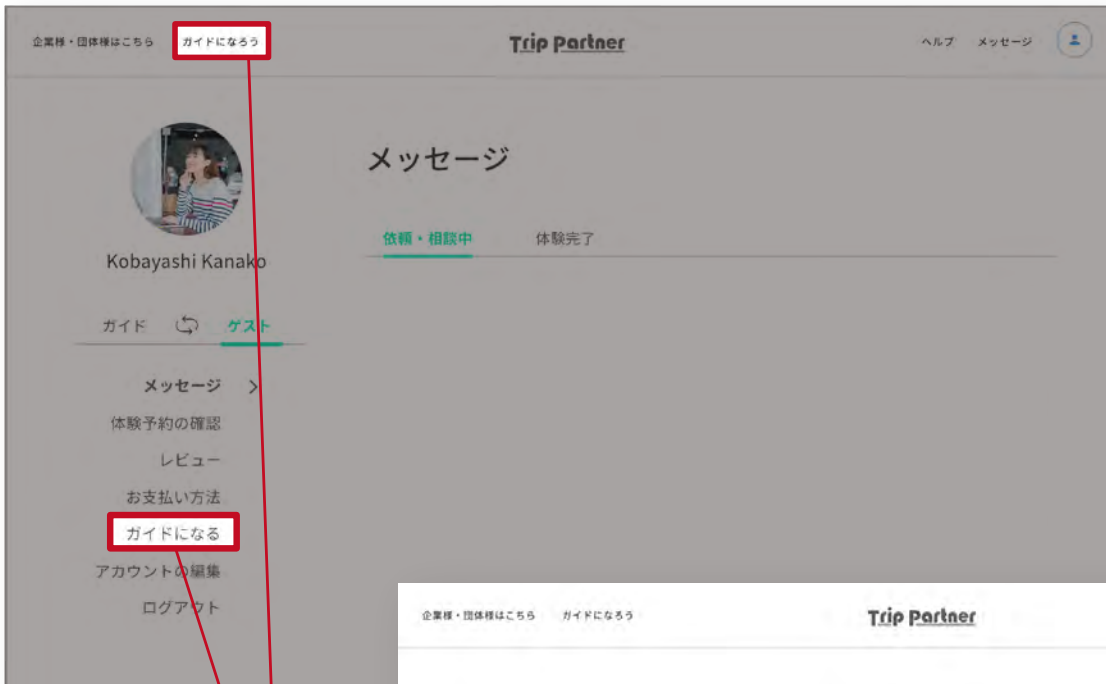 企業様・団体様はこちら ガイドになろう Trip Partner ヘルプ メッセージ
Kobayashi Kanako
ガイド ゲスト
メッセージ >
体験予約の確認
レビュー
お支払い方法
ガイドになる
アカウントの編集
ログアウト
メッセージ
依頼・相談中 体験完了
企業様・団体様はこちら ガイドになろう Trip Partner